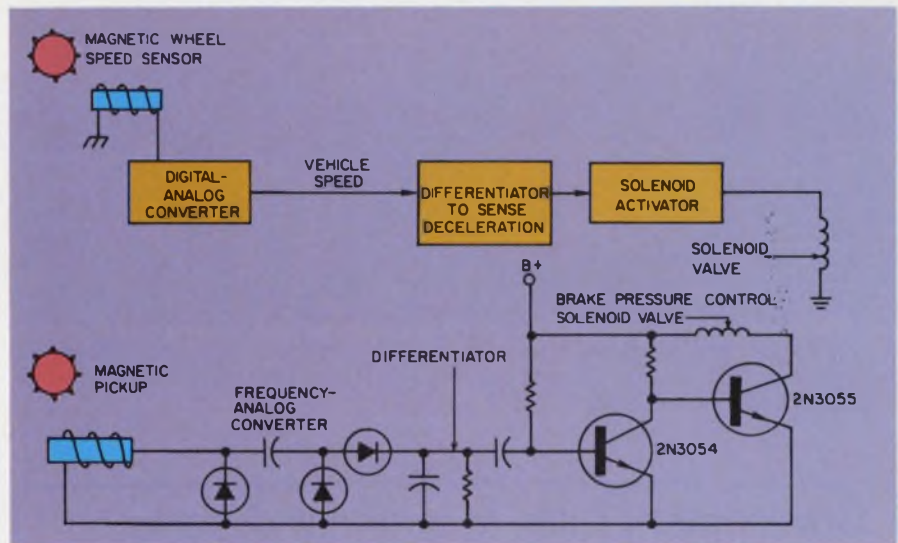 MAGNETIC WHEEL
SPEED SENSOR
DIGITAL-
ANALOG
CONVERTER
VEHICLE
SPEED
DIFFERENTIATOR
TO SENSE
DECELERATION
SOLENOID
ACTIVATOR
SOLENOID
VALVE
B+
BRAKE PRESSURE CONTROL
SOLENOID VALVE
MAGNETIC
PICKUP
FREQUENCY-
ANALOG
CONVERTER
DIFFERENTIATOR
2N3054
2N3055